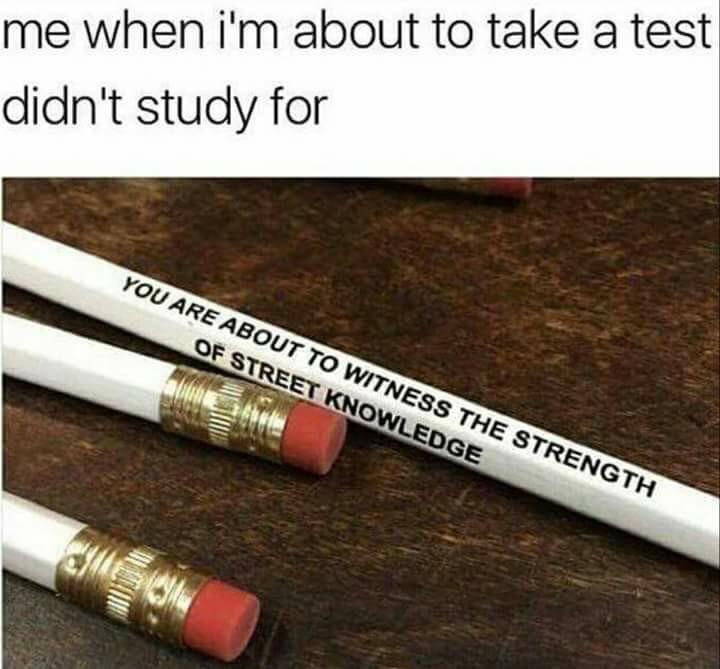 me when i'm about to take a test
didn't study for
YOU ARE ABOUT TO WITNESS THE STRENGTH
OF STREET KNOWLEDGE